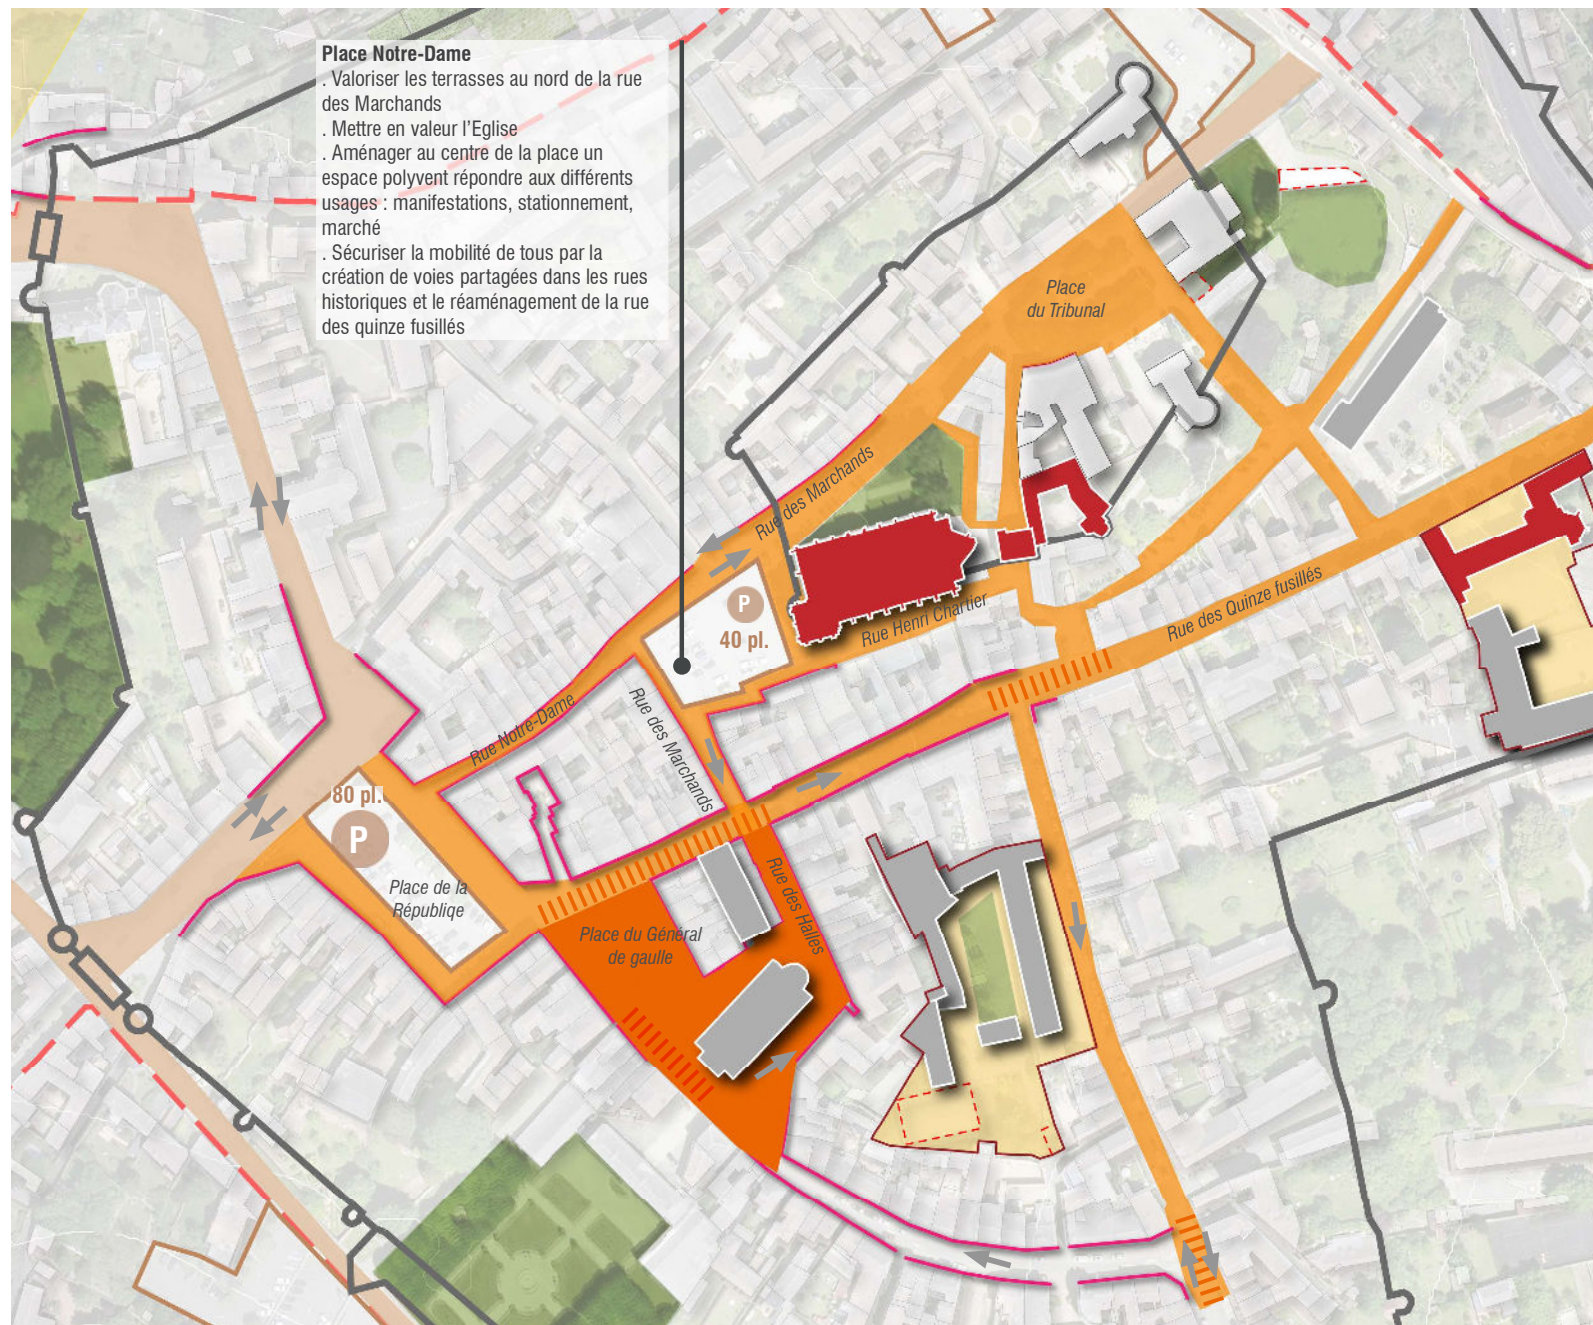 Place Notre-Dame
. Valoriser les terrasses au nord de la rue
des Marchands
. Mettre en valeur l'Eglise
. Aménager au centre de la place un
espace polyvent répondre aux différents
usages : manifestations, stationnement,
marché
. Sécuriser la mobilité de tous par la
création de voies partagées dans les rues
historiques et le réaménagement de la rue
des quinze fusillés
Place
du Tribunal
Rue des Marchands
P
40 pl.
Rue Henri Chartier
Rue des Quinze fusillés
Rue Notre-Dame
Rue des Marchands
80 pl.
P
Place de la
Républiqe
Place du Général
de gaulle
Rue des Halles